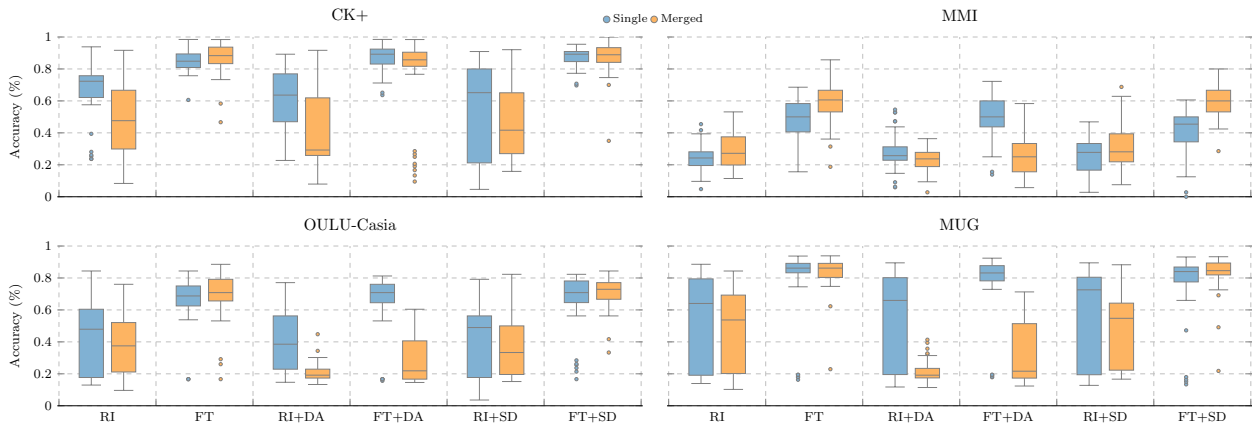 CK+
MMI
Single Merged
Accuracy (%)
1
0.8
0.6
0.4
0.2
0
OULU-Casia
MUG
Accuracy (%)
1
0.8
0.6
0.4
0.2
0
RI FT RI+DA FT+DA RI+SD FT+SD
RI FT RI+DA FT+DA RI+SD FT+SD